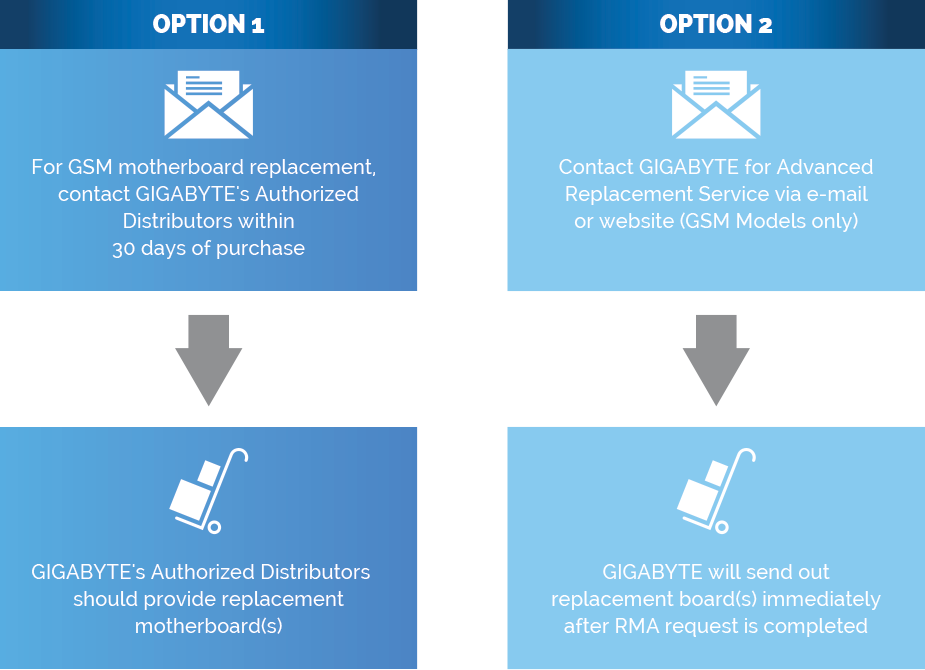 OPTION 1
For GSM motherboard replacement,
contact GIGABYTE's Authorized
Distributors within
30 days of purchase
GIGABYTE's Authorized Distributors
should provide replacement
motherboard(s)
OPTION 2
Contact GIGABYTE for Advanced
Replacement Service via e-mail
or website (GSM Models only)
GIGABYTE will send out
replacement board(s) immediately
after RMA request is completed